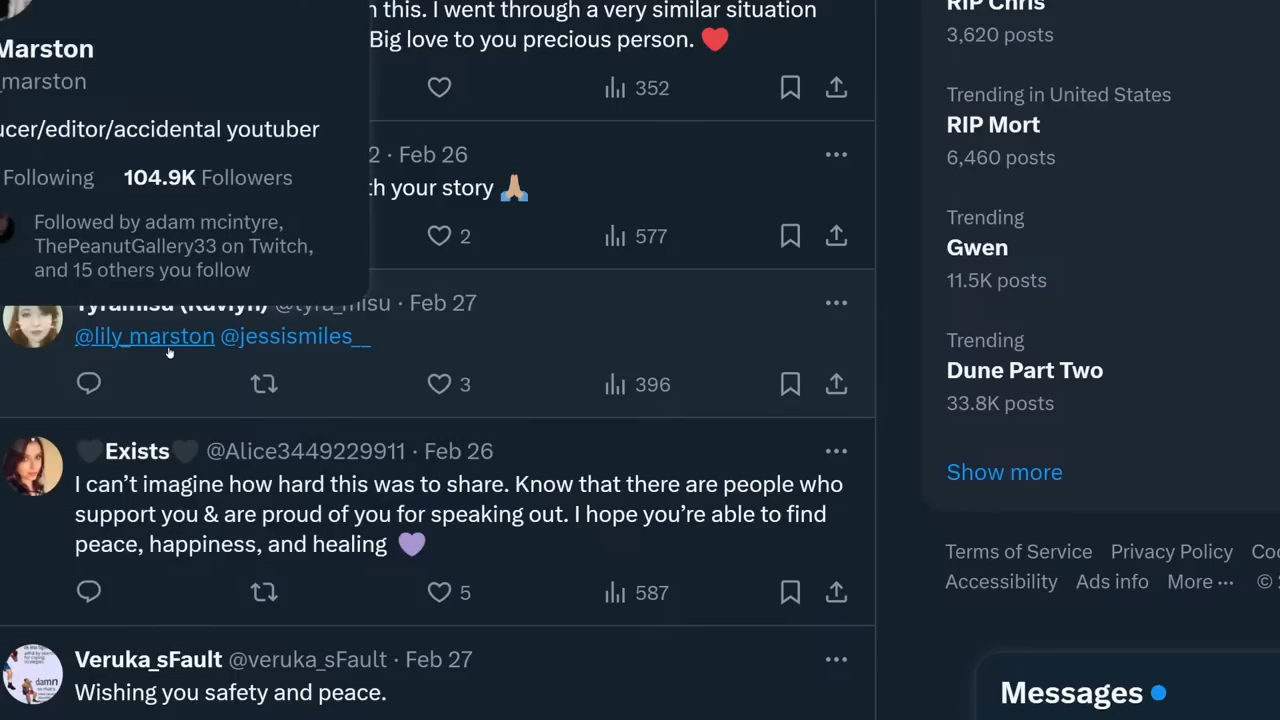 Marston
_marston
ucer/editor/accidental youtuber
Following 104.9K Followers
Followed by adam mcintyre,
ThePeanutGallery33 on Twitch,
and 15 others you follow
n this. I went through a very similar situation
Big love to you precious person. ❤️
352
2 · Feb 26
th your story 🙏🏼
2 577
Tyramisu (Ravlyn) @tyra_misu · Feb 27
@lily_marston @jessismiles__
3 396
🖤Exists🖤 @Alice3449229911 · Feb 26
I can’t imagine how hard this was to share. Know that there are people who
support you & are proud of you for speaking out. I hope you’re able to find
peace, happiness, and healing 💜
5 587
Veruka_sFault @veruka_sFault · Feb 27
Wishing you safety and peace.
damn
RIP Chris
3,620 posts
Trending in United States
RIP Mort
6,460 posts
Trending
Gwen
11.5K posts
Trending
Dune Part Two
33.8K posts
Show more
Terms of Service Privacy Policy Coo
Accessibility Ads info More ··· ©
Messages